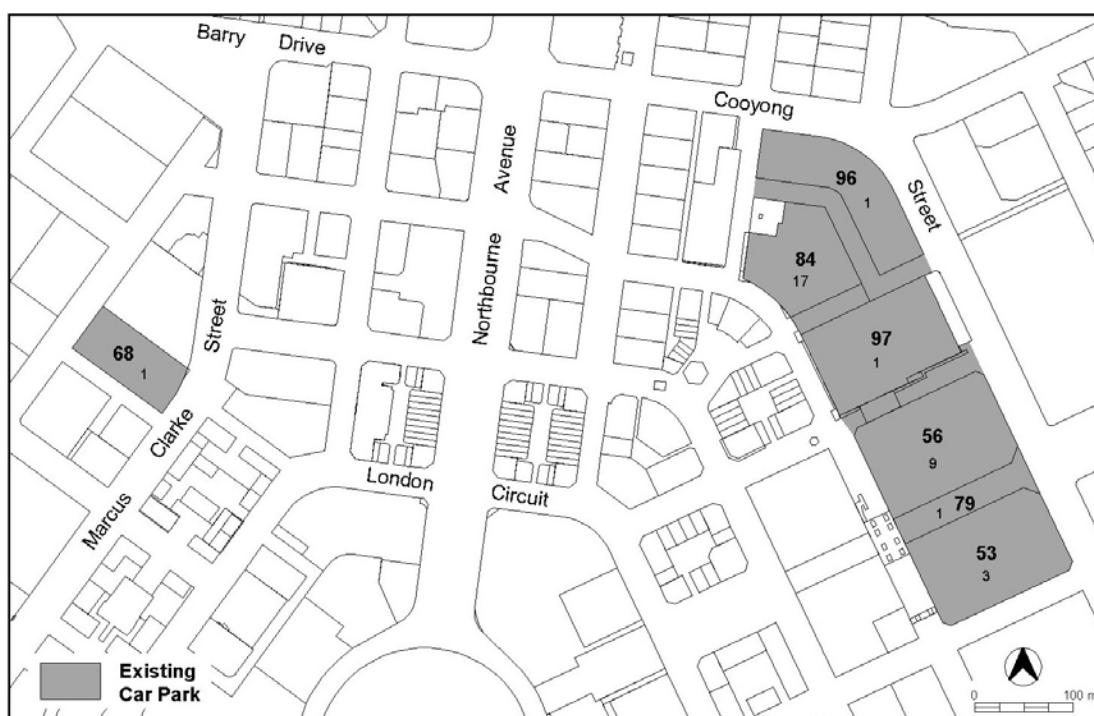 Barry Drive
Cooyong
Street
Avenue
Northbourne
Street
Clarke
Marcus
London
Circuit
96
1
84
17
97
1
68
1
56
9
79
1
53
3
Existing
Car Park
0
100 m